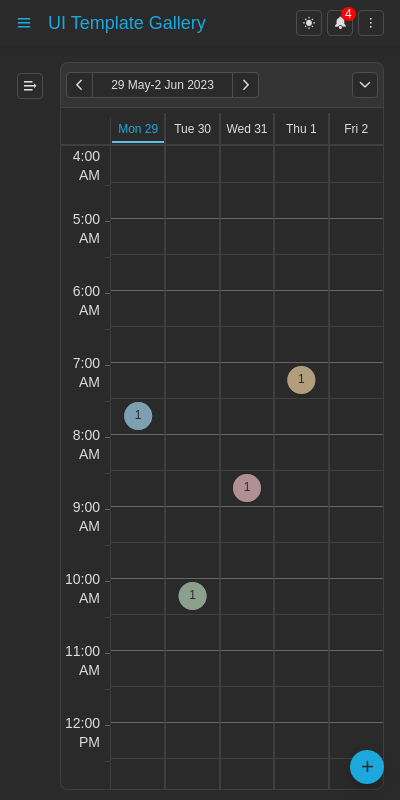 UI Template Gallery
4
29 May-2 Jun 2023
Mon 29 Tue 30 Wed 31 Thu 1 Fri 2
4:00
AM
5:00
AM
6:00
AM
7:00
AM
1
1
8:00
AM
1
9:00
AM
10:00
AM
1
11:00
AM
12:00
PM
+